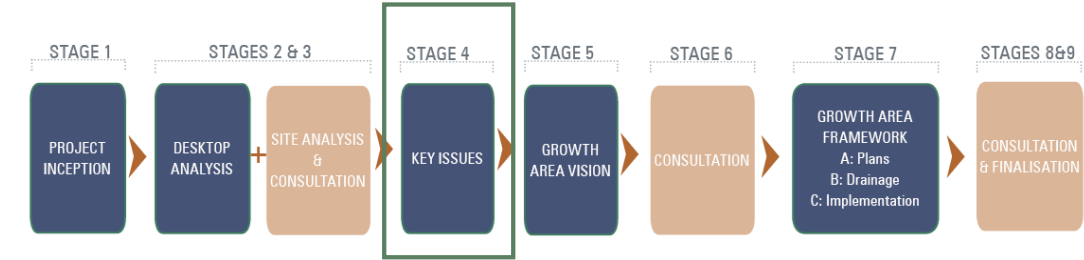 STAGE 1
STAGES 2 & 3
STAGE 4
STAGE 5
STAGE 6
STAGE 7
STAGES 8&9
PROJECT
INCEPTION
DESKTOP
ANALYSIS
+
SITE ANALYSIS
&
CONSULTATION
KEY ISSUES
GROWTH
AREA VISION
CONSULTATION
GROWTH AREA
FRAMEWORK
A: Plans
B: Drainage
C: Implementation
CONSULTATION
& FINALISATION